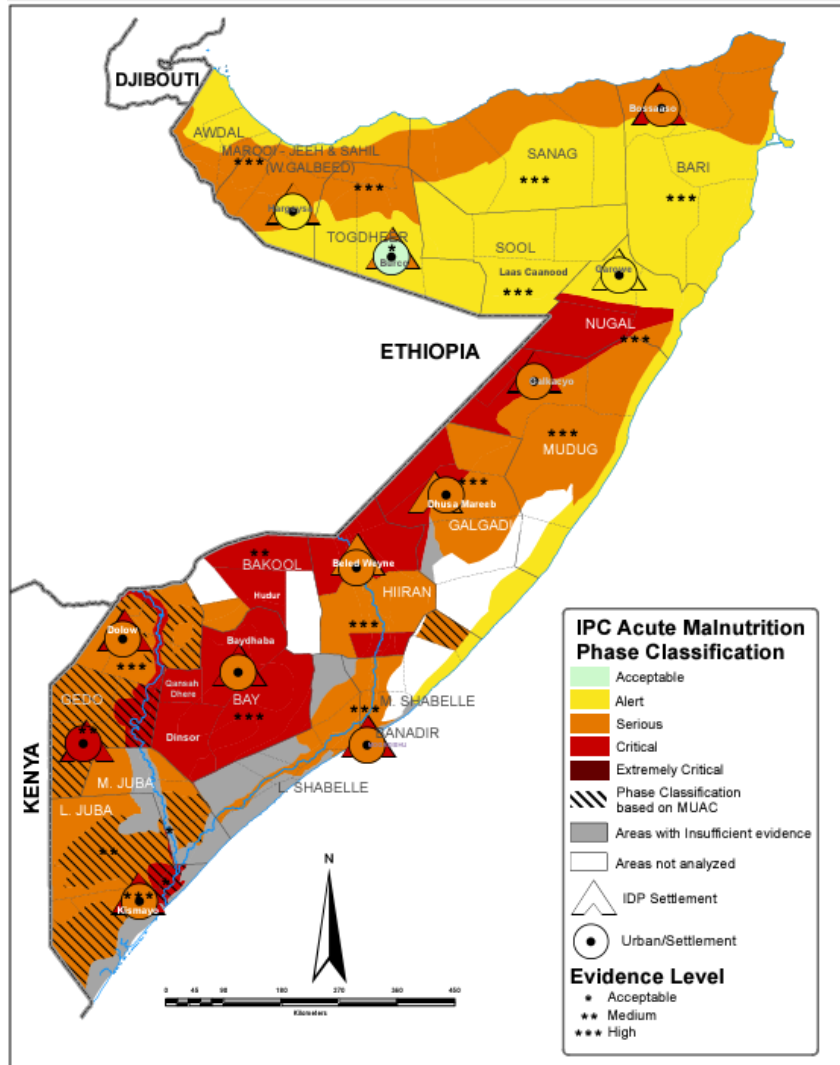 DJIBOUTI
Bossaaso
AWDAL
MAROODI - JEEH & SAHIL
(W.GALBEED)
SANAG
BARI
***
***
***
***
Hargaysa
TOGDHEER
*
Burco
SOOL
Laas Caanood
***
Garowe
ETHIOPIA
NUGAL
***
Galkacyo
MUDUG
***
***
Dhusa Mareeb
GALGADI
**
BAKOOL
Beled Weyne
Hudur
HIIRAN
***
Dolow
***
Baydhaba
Qansah
Dhere
GEDO
BAY
***
**
Dinsor
M. SHABELLE
***
BANADIR
KENYA
M. JUBA
L. JUBA
L. SHABELLE
*
**
***
Kismayo
N
0 45 90 180 270 360 450
Kilometers
IPC Acute Malnutrition
Phase Classification
Acceptable
Alert
Serious
Critical
Extremely Critical
Phase Classification
based on MUAC
Areas with Insufficient evidence
Areas not analyzed
IDP Settlement
Urban/Settlement
Evidence Level
* Acceptable
** Medium
*** High